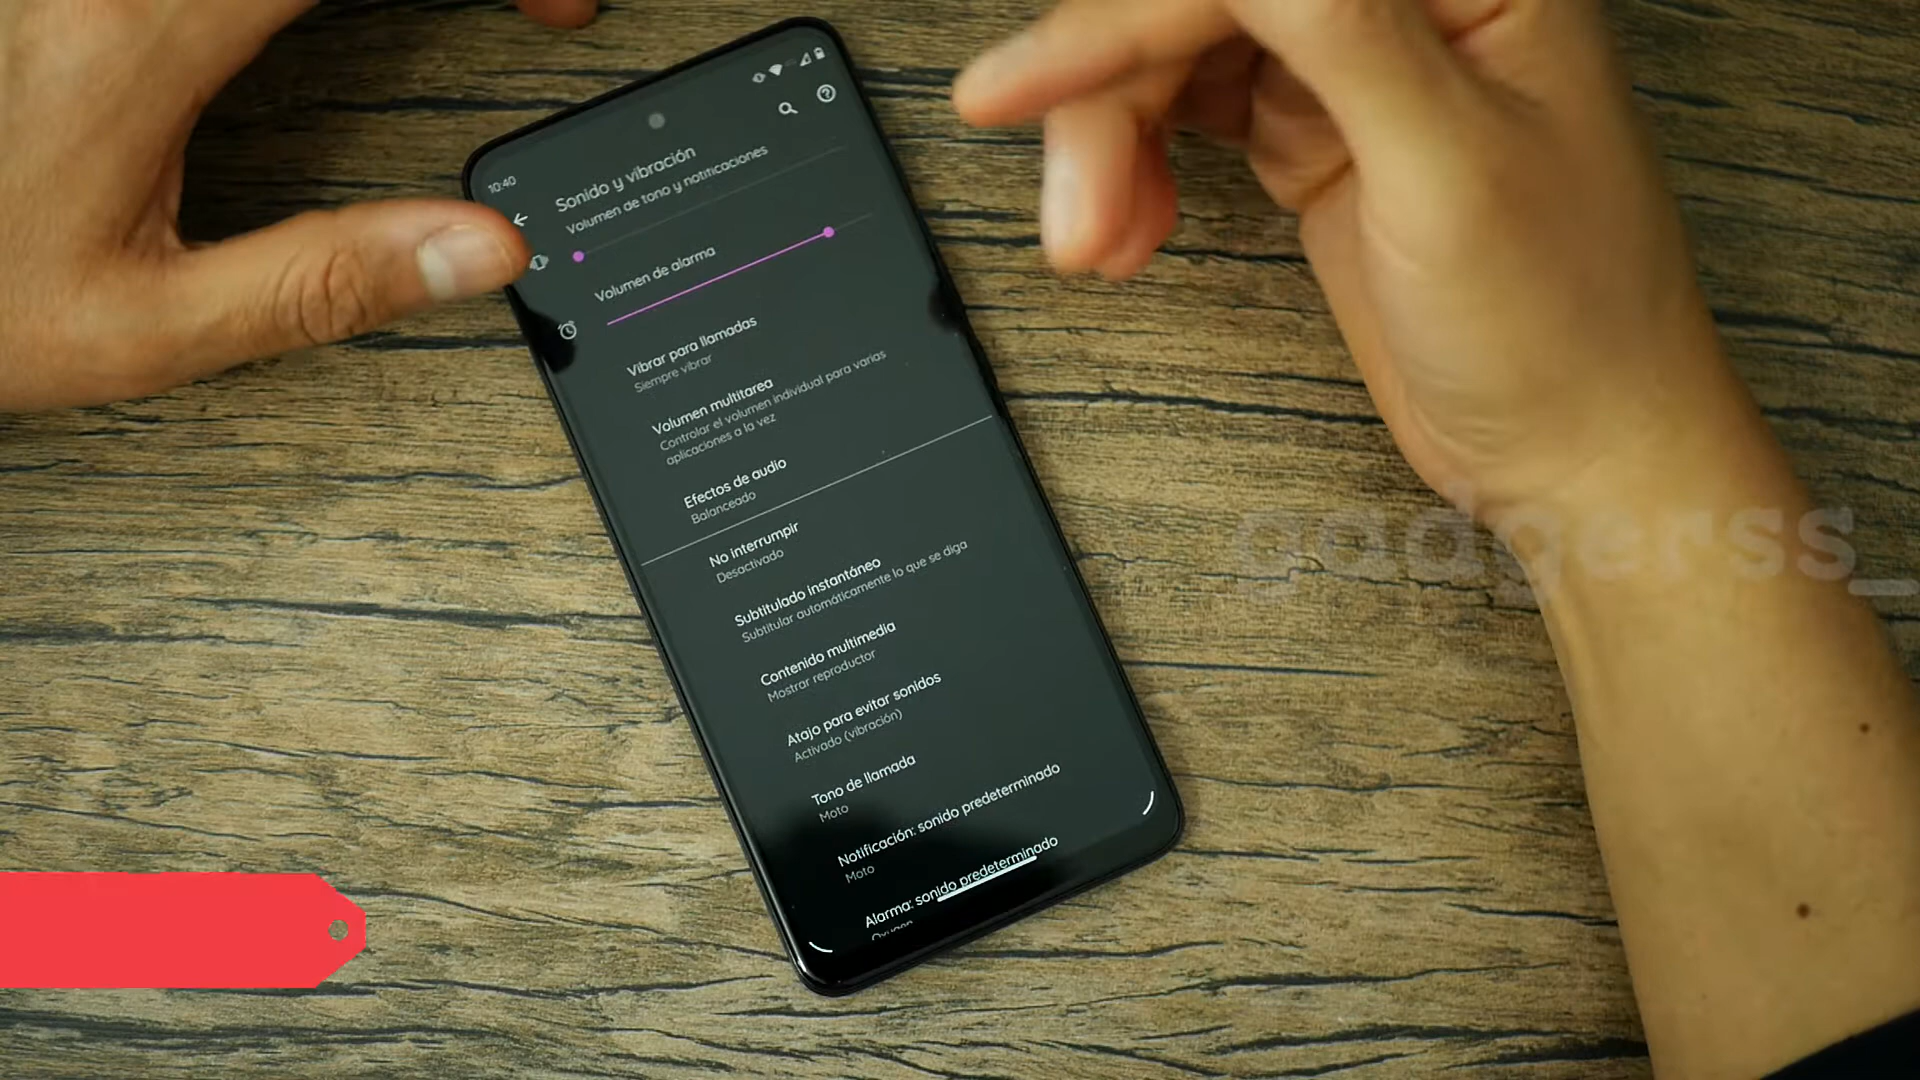 10:40
Sonido y vibración
Volumen de tono y notificaciones
Volumen de alarma
Vibrar para llamadas
Siempre vibrar
Volumen multitarea
Controlar el volumen individual para varias
aplicaciones a la vez
Efectos de audio
Balanceado
No interrumpir
Desactivado
Subtitulado instantáneo
Subtitular automáticamente lo que se diga
Contenido multimedia
Mostrar reproductor
Atajo para evitar sonidos
Activado (vibración)
Tono de llamada
Moto
Notificación: sonido predeterminado
Moto
Alarma: sonido predeterminado
Oxygen
gadgerss_